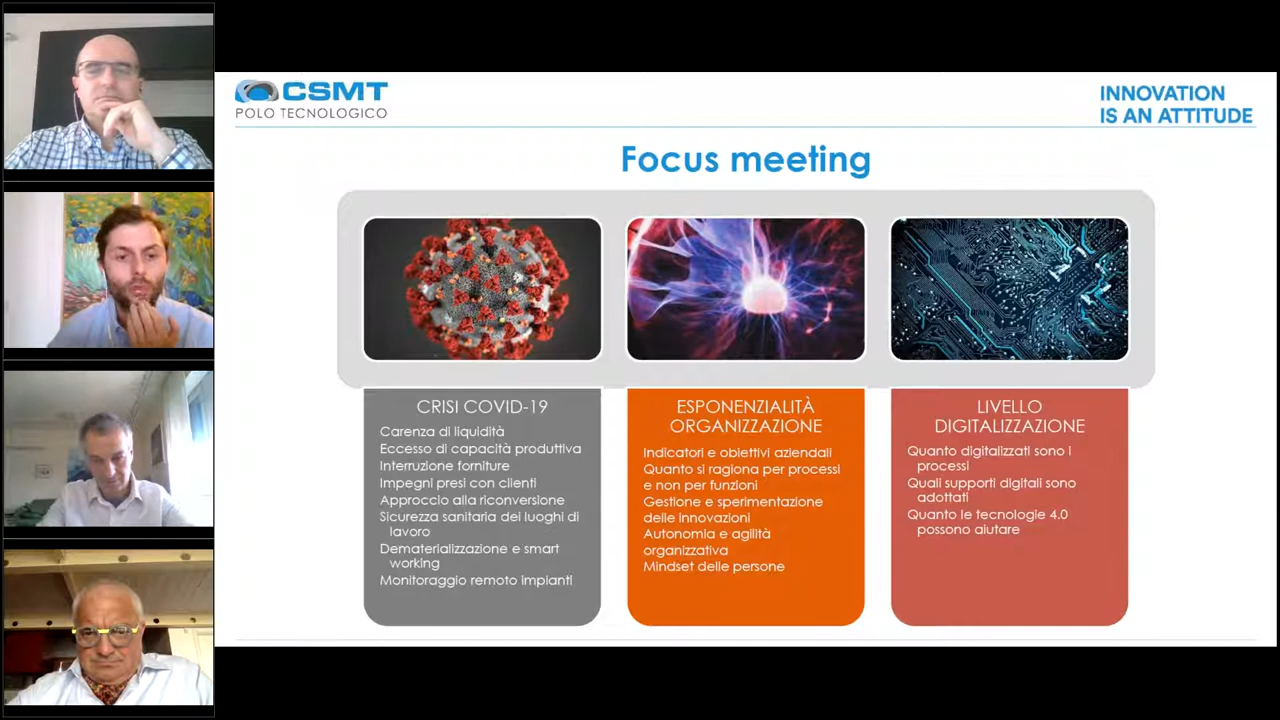 CSMT
POLO TECNOLOGICO
INNOVATION
IS AN ATTITUDE
Focus meeting
CRISI COVID-19
Carenza di liquidità
Eccesso di capacità produttiva
Interruzione forniture
Impegni presi con clienti
Approccio alla riconversione
Sicurezza sanitaria dei luoghi di
lavoro
Dematerializzazione e smart
working
Monitoraggio remoto impianti
ESPONENZIALITÀ
ORGANIZZAZIONE
Indicatori e obiettivi aziendali
Quanto si ragiona per processi
e non per funzioni
Gestione e sperimentazione
delle innovazioni
Autonomia e agilità
organizzativa
Mindset delle persone
LIVELLO
DIGITALIZZAZIONE
Quanto digitalizzati sono i
processi
Quali supporti digitali sono
adottati
Quanto le tecnologie 4.0
possono aiutare